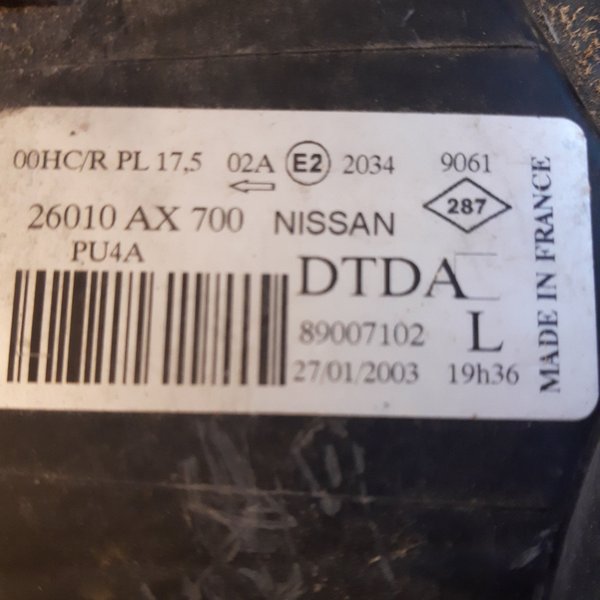 00HC/R PL 17,5 02A E2 2034 9061
26010 AX 700 NISSAN 287
PU4A
DTDA
89007102 L
27/01/2003 19h36
MADE IN FRANCE